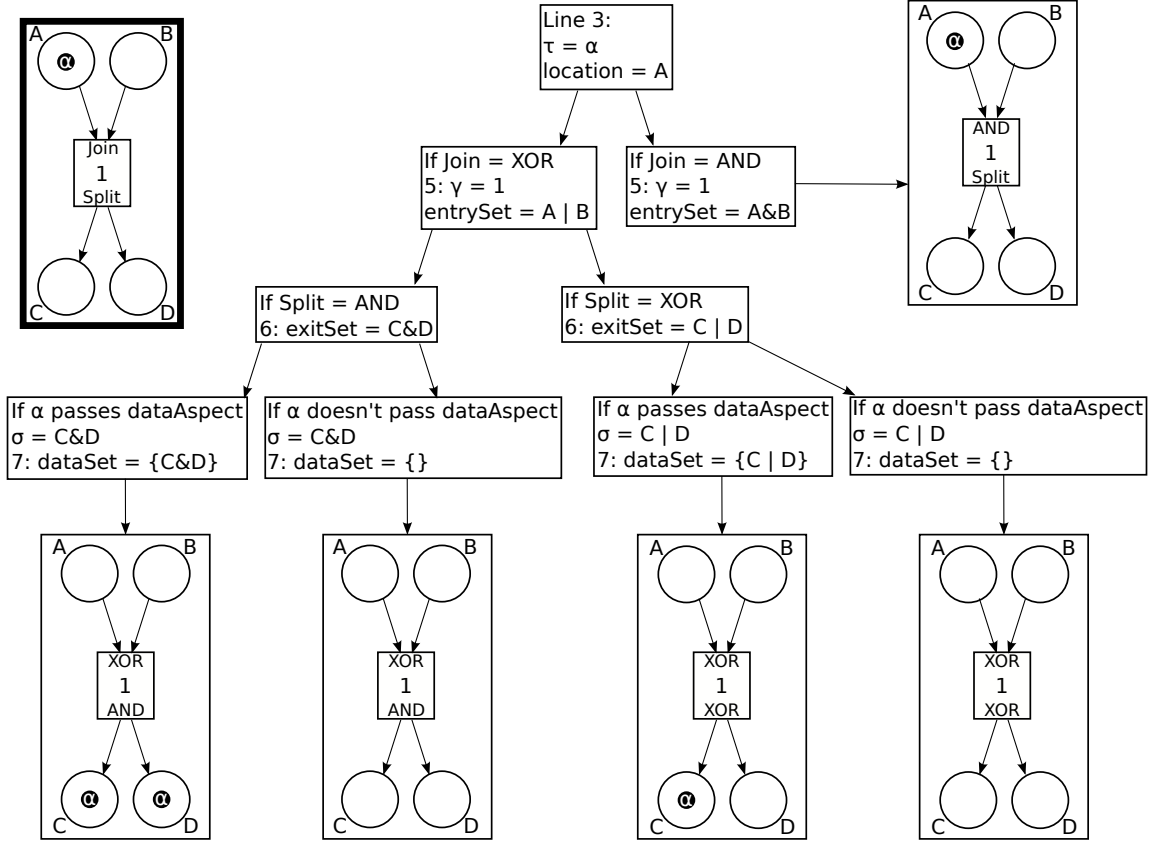 A B
α
Join
1
Split
C D
Line 3:
τ = α
location = A
A B
α
AND
1
Split
C D
If Join = XOR
5: γ = 1
entrySet = A | B
If Join = AND
5: γ = 1
entrySet = A&B
If Split = AND
6: exitSet = C&D
If Split = XOR
6: exitSet = C | D
If α passes dataAspect
σ = C&D
7: dataSet = {C&D}
If α doesn't pass dataAspect
σ = C&D
7: dataSet = {}
If α passes dataAspect
σ = C | D
7: dataSet = {C | D}
If α doesn't pass dataAspect
σ = C | D
7: dataSet = {}
A B
XOR
1
AND
α α
C D
A B
XOR
1
AND
C D
A B
XOR
1
XOR
α
C D
A B
XOR
1
XOR
C D